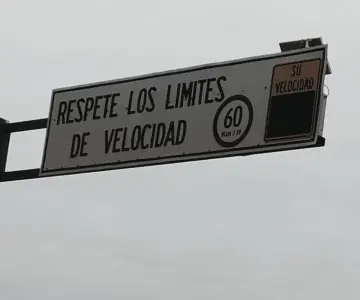 RESPETE LOS LIMITES
DE VELOCIDAD
60
Km/H
SU
VELOCIDAD